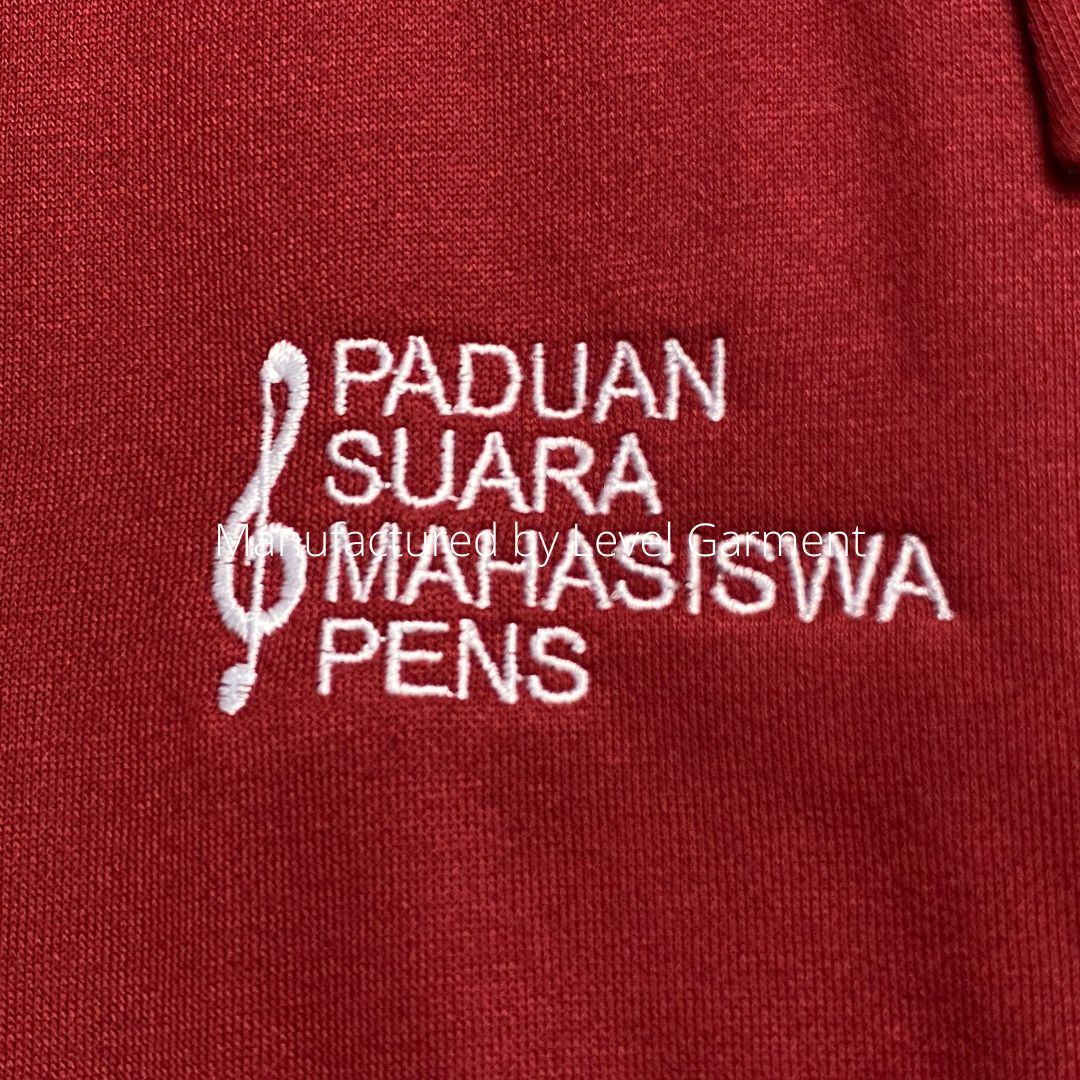 PADUAN
SUARA
Manufactured by Level Garment
MAHASISWA
PENS